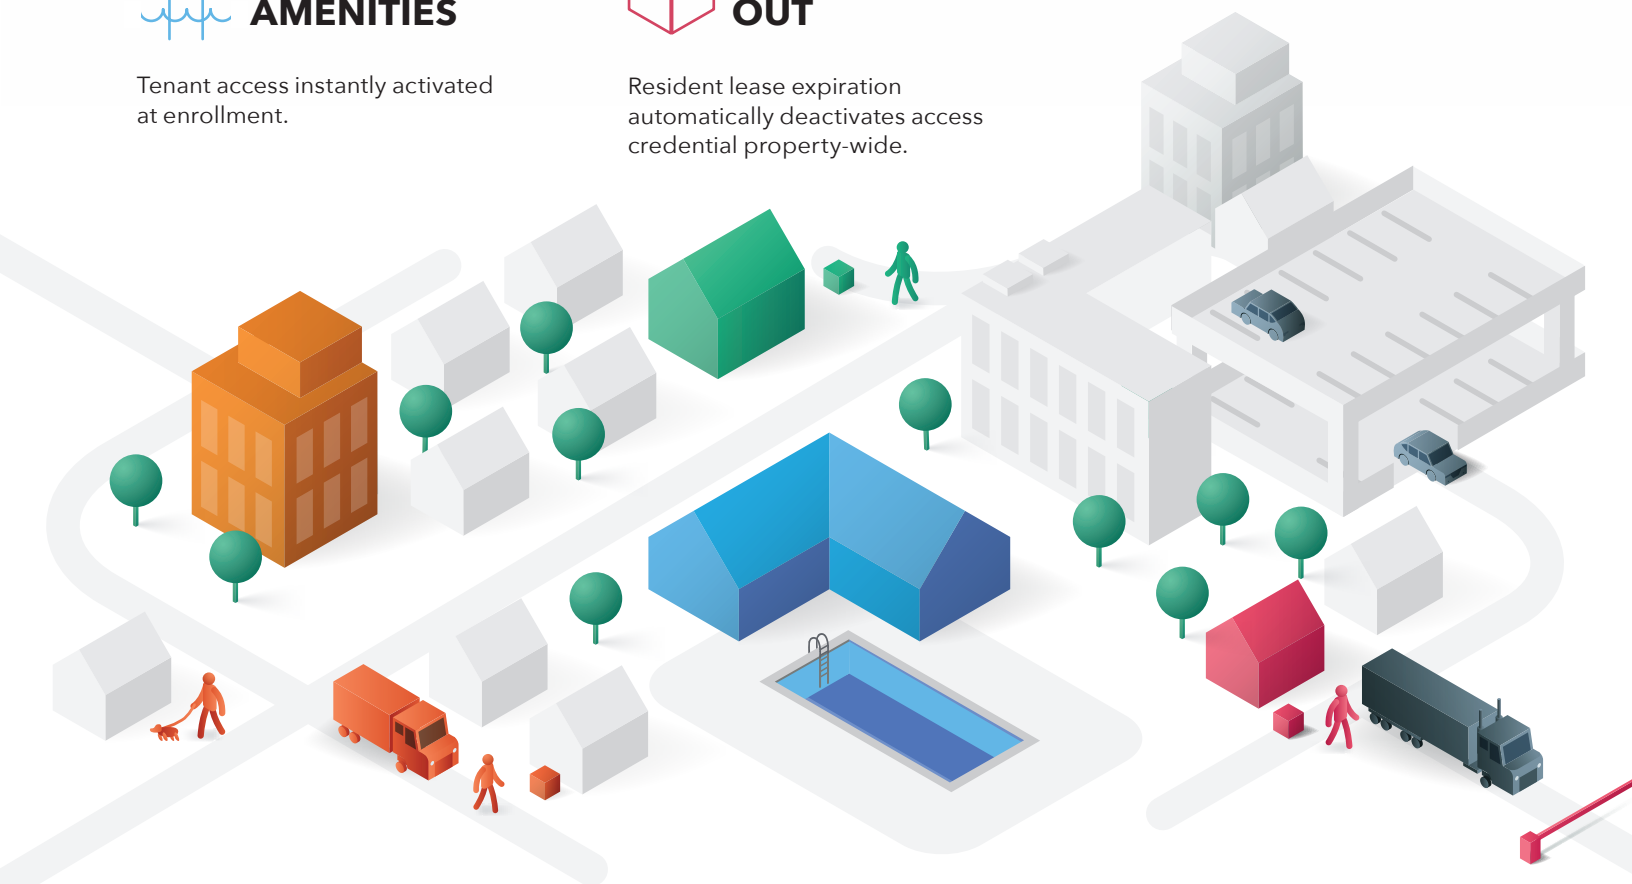 AMENITIES
Tenant access instantly activated
at enrollment.
OUT
Resident lease expiration
automatically deactivates access
credential property-wide.